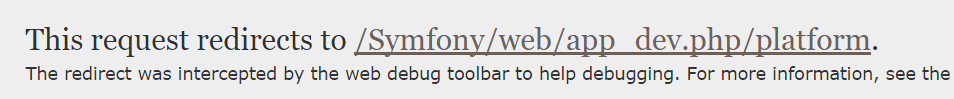 This request redirects to /Symfony/web/app_dev.php/platform.
The redirect was intercepted by the web debug toolbar to help debugging. For more information, see the